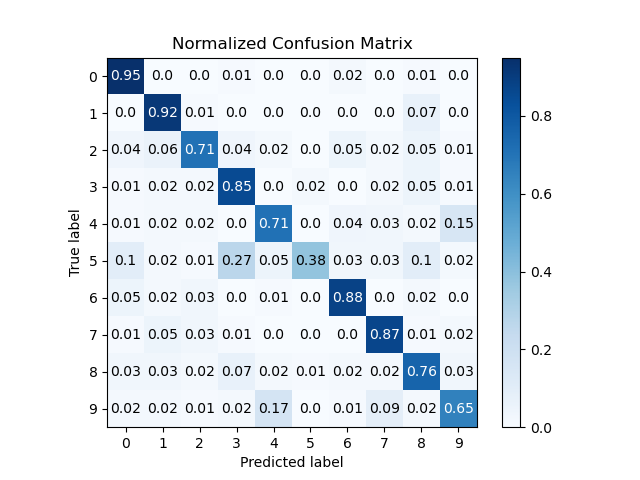 Normalized Confusion Matrix
0 0.95 0.0 0.0 0.01 0.0 0.0 0.02 0.0 0.01 0.0
1 0.0 0.92 0.01 0.0 0.0 0.0 0.0 0.0 0.07 0.0
2 0.04 0.06 0.71 0.04 0.02 0.0 0.05 0.02 0.05 0.01
3 0.01 0.02 0.02 0.85 0.0 0.02 0.0 0.02 0.05 0.01
4 0.01 0.02 0.02 0.0 0.71 0.0 0.04 0.03 0.02 0.15
5 0.1 0.02 0.01 0.27 0.05 0.38 0.03 0.03 0.1 0.02
6 0.05 0.02 0.03 0.0 0.01 0.0 0.88 0.0 0.02 0.0
7 0.01 0.05 0.03 0.01 0.0 0.0 0.0 0.87 0.01 0.02
8 0.03 0.03 0.02 0.07 0.02 0.01 0.02 0.02 0.76 0.03
9 0.02 0.02 0.01 0.02 0.17 0.0 0.01 0.09 0.02 0.65
0 1 2 3 4 5 6 7 8 9
Predicted label
True label
0.8
0.6
0.4
0.2
0.0